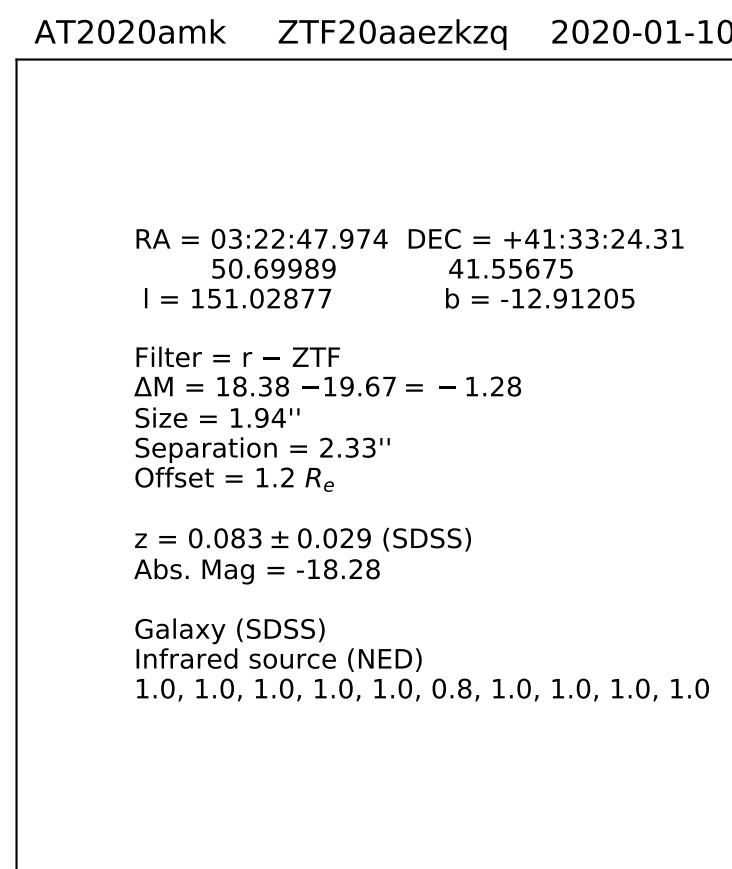 AT2020amk ZTF20aaezkzq 2020-01-10
RA = 03:22:47.974 DEC = +41:33:24.31
50.69989 41.55675
l = 151.02877 b = -12.91205
Filter = r − ZTF
ΔM = 18.38 −19.67 = − 1.28
Size = 1.94''
Separation = 2.33''
Offset = 1.2 Rₑ
z = 0.083 ± 0.029 (SDSS)
Abs. Mag = -18.28
Galaxy (SDSS)
Infrared source (NED)
1.0, 1.0, 1.0, 1.0, 1.0, 0.8, 1.0, 1.0, 1.0, 1.0